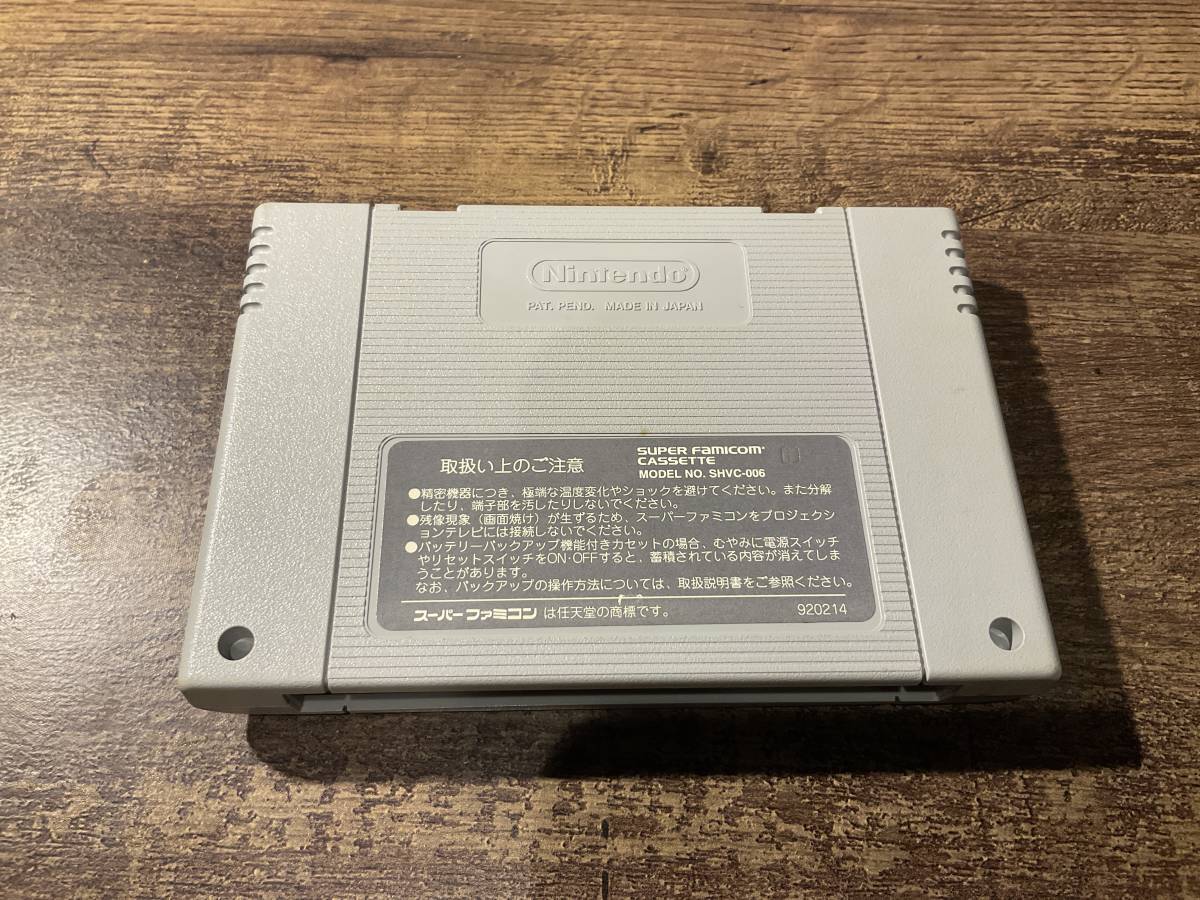 Nintendo®
PAT. PEND. MADE IN JAPAN
取扱い上のご注意
SUPER FAMICOM®
CASSETTE
MODEL NO. SHVC-006
●精密機器につき、極端な温度変化やショックを避けてください。また分解
したり、端子部を汚したりしないでください。
●残像現象（画面焼け）が生ずるため、スーパーファミコンをプロジェクシ
ョンテレビには接続しないでください。
●バッテリーバックアップ機能付きカセットの場合、むやみに電源スイッチ
やリセットスイッチをON・OFFすると、蓄積されている内容が消えてしま
うことがあります。
なお、バックアップの操作方法については、取扱説明書をご参照ください。
スーパーファミコン は任天堂の商標です。
920214